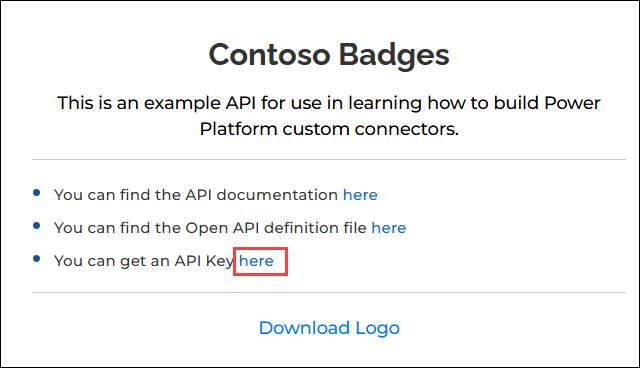 Contoso Badges
This is an example API for use in learning how to build Power
Platform custom connectors.
You can find the API documentation here
You can find the Open API definition file here
You can get an API Key here
Download Logo